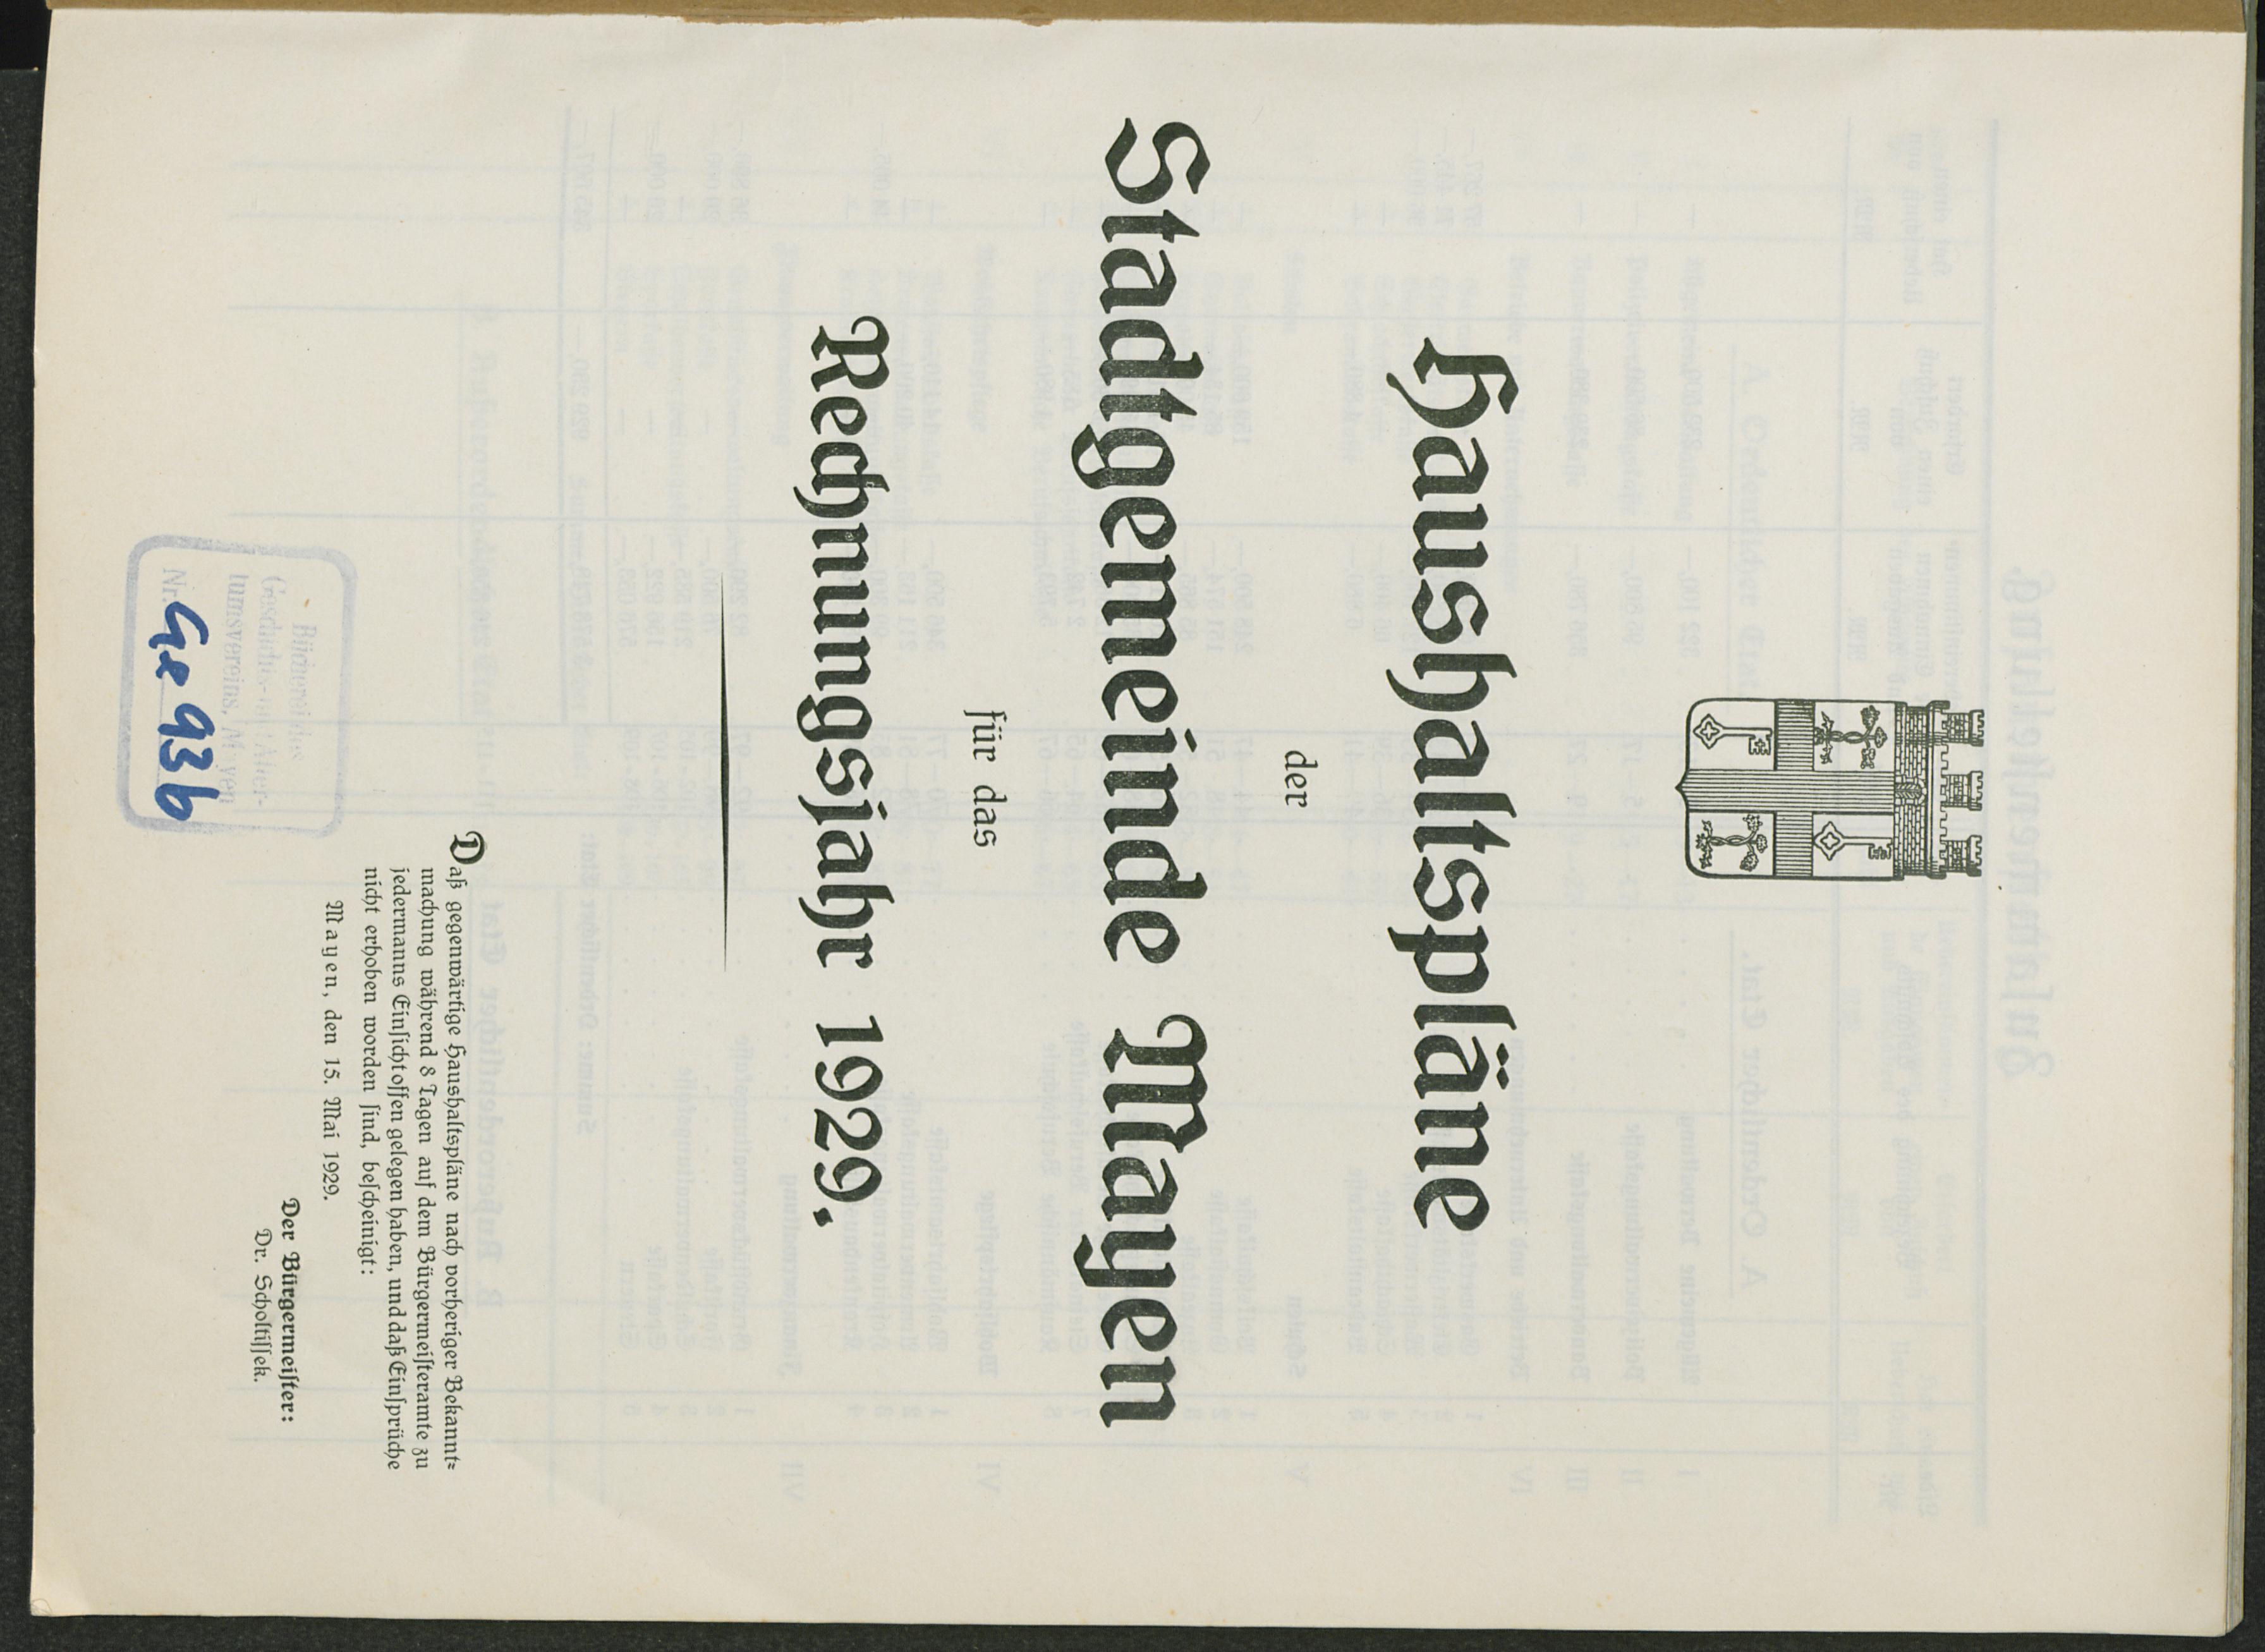 Haushaltspläne
der
Stadtgemeinde Mayen
für das
Rechnungsjahr 1929.
Daß gegenwärtige Haushaltspläne nach vorheriger Bekannt-
machung während 8 Tagen auf dem Bürgermeisteramte zu
jedermanns Einsicht offen gelegen haben, und daß Einsprüche
nicht erhoben worden sind, bescheinigt:
Mayen, den 15. Mai 1929.
Der Bürgermeister:
Dr. Scholtissek.
Bücherei des
Geschichts- und Alter-
tumsvereins, Mayen
Nr. Ge 93b